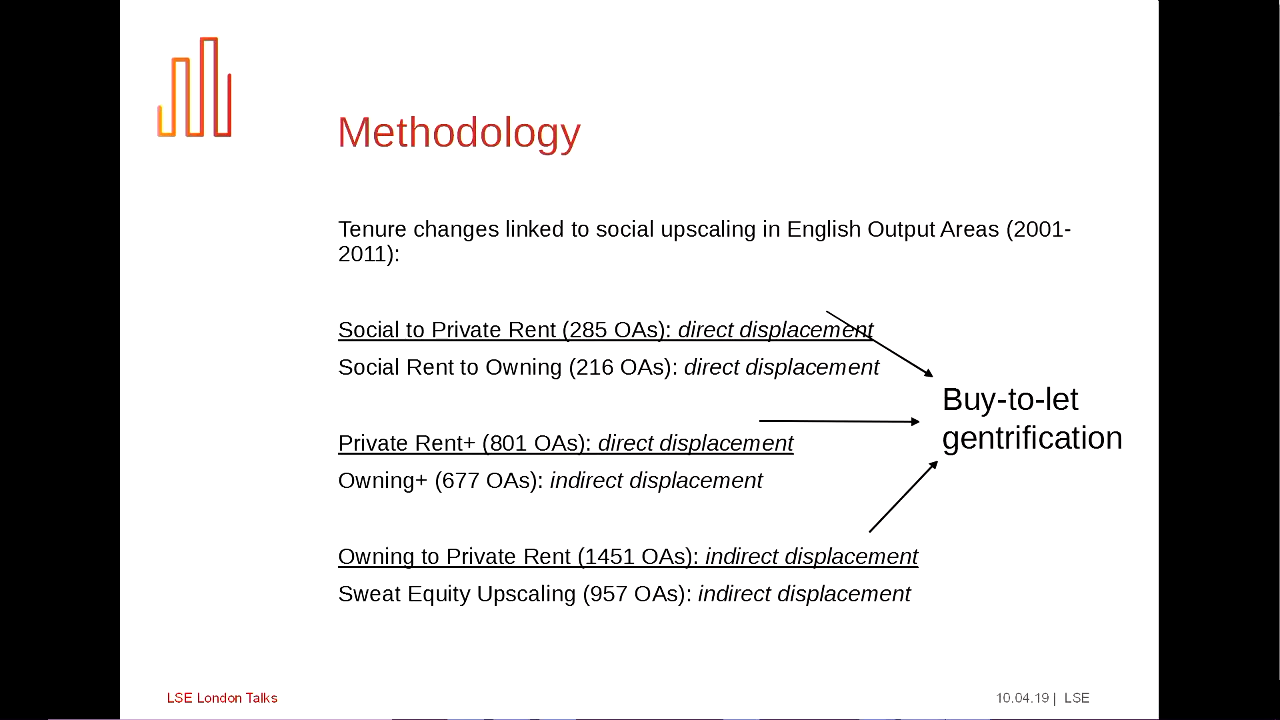 Methodology
Tenure changes linked to social upscaling in English Output Areas (2001-
2011):
Social to Private Rent (285 OAs): direct displacement
Social Rent to Owning (216 OAs): direct displacement
Buy-to-let
gentrification
Private Rent+ (801 OAs): direct displacement
Owning+ (677 OAs): indirect displacement
Owning to Private Rent (1451 OAs): indirect displacement
Sweat Equity Upscaling (957 OAs): indirect displacement
LSE London Talks
10.04.19 | LSE